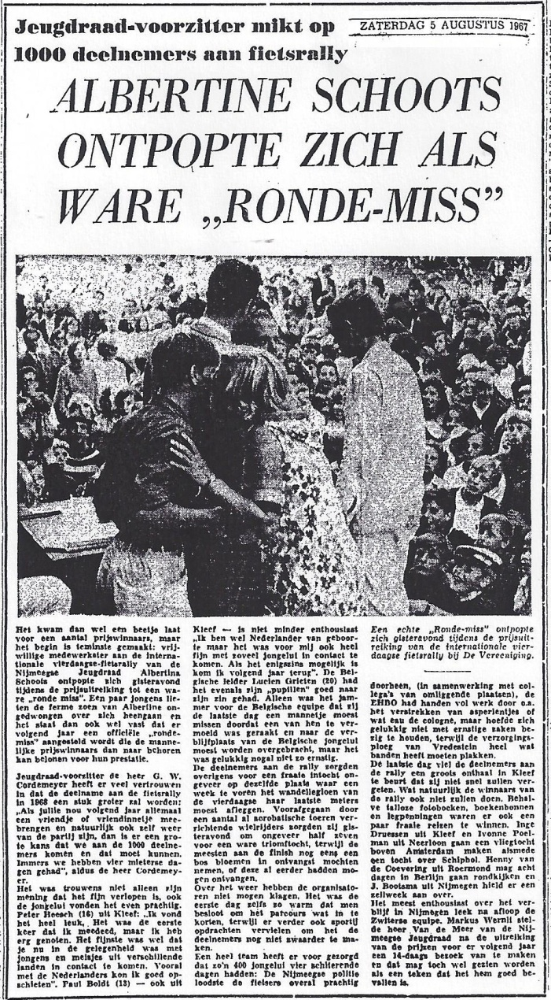 Jeugdraad-voorzitter mikt op
1000 deelnemers aan fietsrally
ZATERDAG 5 AUGUSTUS 1967
ALBERTINE SCHOOTS
ONTPOPTE ZICH ALS
WARE „RONDE-MISS”
Het kwam dan wel een beetje laat
voor een aantal prijswinnaars, maar
het begin is teminste gemaakt: vrij-
willige medewerkster aan de interna-
tionale vierdaagse-fietsrally van de
Nijmeegse Jeugdraad Albertina
Schoots ontpopte zich gisteravond
tijdens de prijsuitreiking tot een wa-
re „ronde miss”. Een paar jongens lie-
ten de ferme zoen van Albertine on-
gedwongen over zich heengaan en
het staat dan ook wel vast dat er
volgend jaar een officiële „ronde-
miss” aangesteld wordt die de manne-
lijke prijswinnaars dan naar behoren
kan belonen voor hun prestatie.
Jeugdraad-voorzitter de heer G. W.
Cordemeyer heeft er veel vertrouwen
in dat de deelname aan de fietsrally
in 1968 een stuk groter zal worden:
„Als jullie nou volgend jaar allemaal
een vriendje of vriendinnetje mee-
brengen en natuurlijk ook zelf weer
van de partij zijn, dan is er een gro-
te kans dat we aan de 1000 deelne-
mers komen en dat moet kunnen.
Immers we hebben vier mieterse da-
gen gehad”, aldus de heer Cordemey-
er.
Het was trouwens niet alleen zijn
mening dat het fijn verlopen is, ook
de jongelui vonden het even prachtig.
Peter Heesch (16) uit Kleef: „Ik vond
het heel leuk, Het was de eerste
keer dat ik meedeed, maar ik heb
erg genoten. Het fijnste was wel dat
je nu in de gelegenheid was met
jongens en meisjes uit verschillende
landen in contact te komen. Vooral
met de Nederlanders kon ik goed op-
schieten”. Paul Boldt (13) — ook uit
Kleef — is niet minder enthousiast
„Ik ben wel Nederlander van geboor-
te maar het was voor mij ook heel
fijn met zoveel jongelui in contact te
komen. Als het enigszins mogelijk is
kom ik volgend jaar terug”. De Bel-
gische leider Lucien Grieten (20) had
het evenals zijn „pupillen” goed naar
zijn zin gehad. Alleen was het jam-
mer voor de Belgische equipe dat zij
de laatste dag een mannetje moest
missen doordat een van hen te ver-
moeid was geraakt en naar de ver-
blijfplaats van de Belgische jongelui
moest worden overgebracht, maar het
was gelukkig nogal niet zo ernstig.
De deelnemers aan de rally zorgden
overigens voor een fraaie intocht on-
geveer op dezelfde plaats waar een
week te voren het wandellegioen van
de vierdaagse haar laatste meters
moest afleggen. Voorafgegaan door
een aantal acrobatische toeren ver-
richtende wielrijders zorgden zij gis-
teravond om ongeveer half zeven
voor een ware triomftocht, terwijl de
meesten aan de finish nog eens een
bos bloemen in ontvangst mochten
nemen, of deze al eerder hadden mo-
gen ontvangen.
Over het weer hebben de organisato-
ren niet mogen klagen. Het was de
eerste dag zelfs zo warm dat men
besloot om het parcours wat in te
korten, terwijl er verder ook sportij
opdrachten vervielen om het de
deelnemers nog niet zwaarder te ma-
ken.
Een heel team heeft er voor gezorgd
dat zo'n 400 jongelui vier schitterende
dagen hadden: De Nijmeegse politie
loodste de fietsers overal prachtig
Een echte „Ronde-miss” ontpopte
zich gisteravond tijdens de prijsuit-
reiking van de internationale vier-
daagse fietsrally bij De Vereeniging.
doorheen, (in samenwerking met col-
lega's van omliggende plaatsen), de
EHBO had handen vol werk door o.a.
het verstrekken van asperientjes of
wat eau de cologne, maar hoefde zich
gelukkig niet met ernstige zaken be-
zig te houden, terwijl de verzorgings-
ploeg van Vredestein heel wat
banden heeft moeten plakken.
De laatste dag viel de deelnemers aan
de rally een groots onthaal in Kleef
te beurt dat zij niet snel zullen ver-
geten. Wat natuurlijk de winnaars van
de rally ook niet zullen doen. Behal-
ve talloze fotoboeken, boekenbonnen
en legpenningen waren er ook een
paar fraaie reizen te winnen. Inge
Druessen uit Kleef en Ivonne Poel-
man uit Neerloon gaan een vliegtocht
boven Amsterdam maken alsmede
een tocht over Schiphol. Henny van
de Coevering uit Roermond mag acht
dagen in Berlijn gaan rondkijken en
J. Bootsma uit Nijmegen hield er een
zeilweek aan over.
Het meest enthousiast over het ver-
blijf in Nijmegen leek na afloop de
Zwitserse equipe. Markus Wernli stel-
de heer Van de Meer van de Nij-
meegse Jeugdraad na de uitreiking
van de prijzen voor er volgend jaar
een 14-daags bezoek van te maken
en dat mag toch wel gezien worden
als een teken dat het hem goed be-
vallen is.